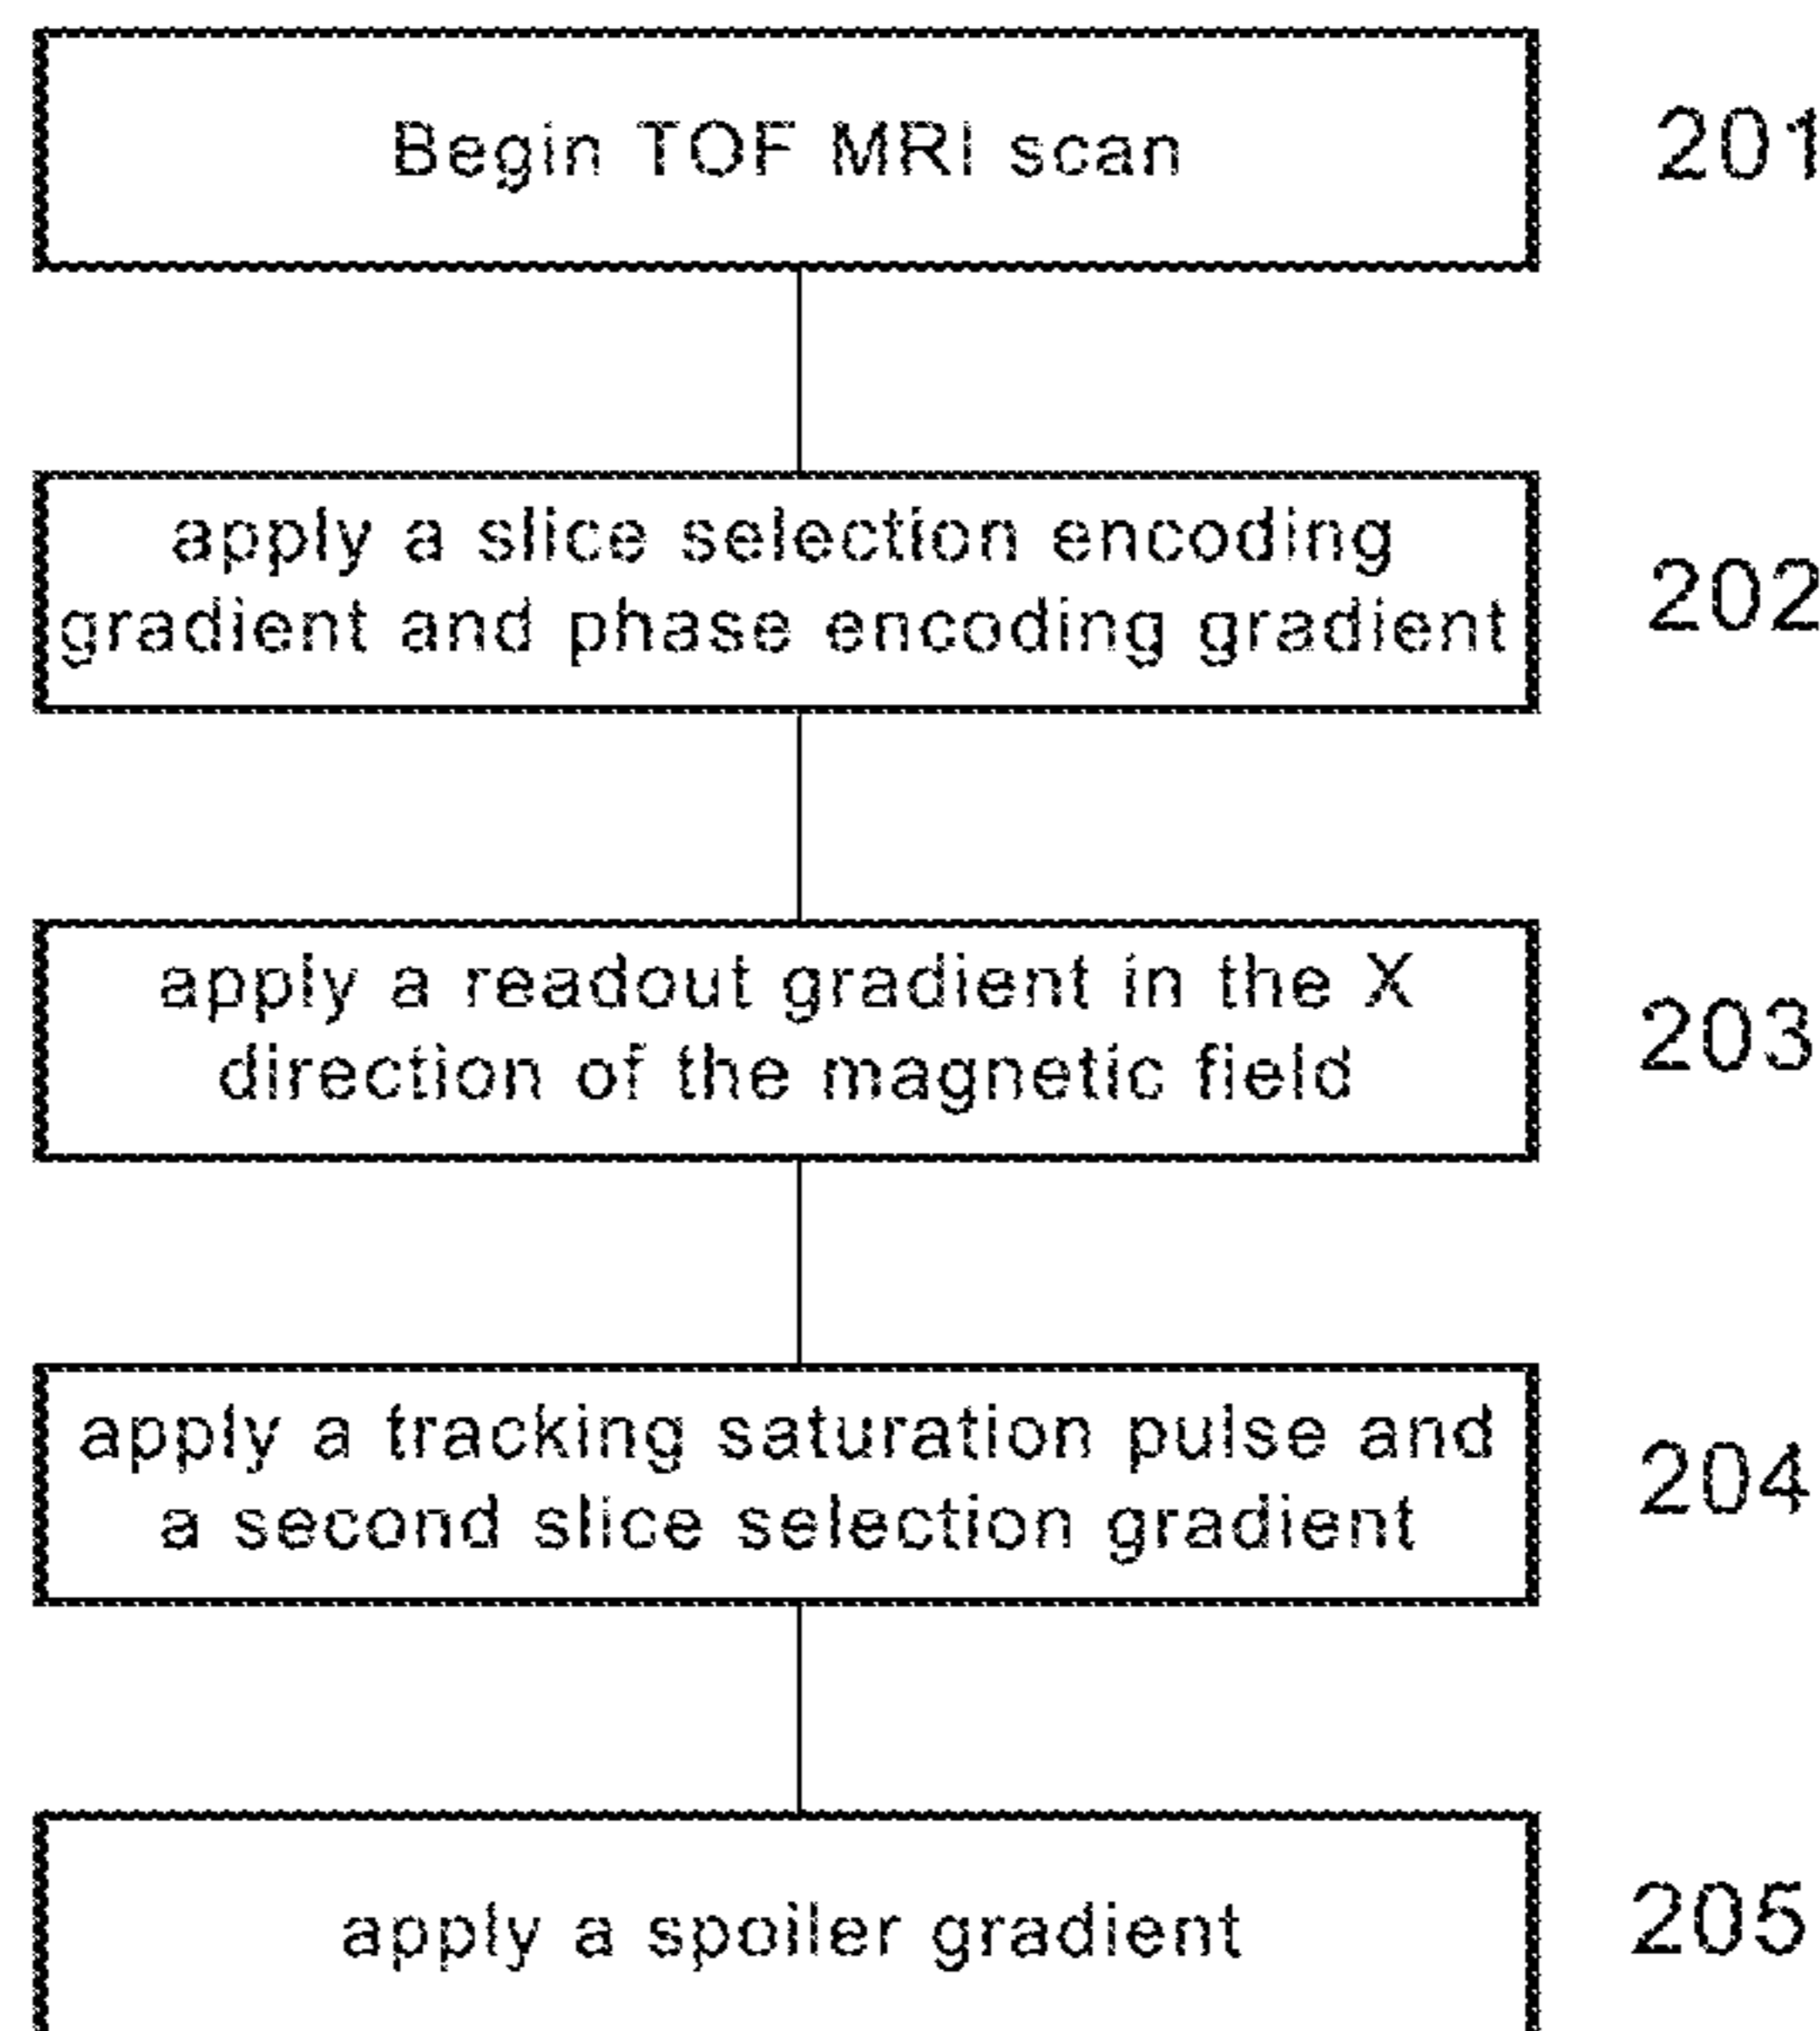 Begin TOF MRI scan
201
apply a slice selection encoding
gradient and phase encoding gradient
202
apply a readout gradient in the X
direction of the magnetic field
203
apply a tracking saturation pulse and
a second slice selection gradient
204
apply a spoiler gradient
205